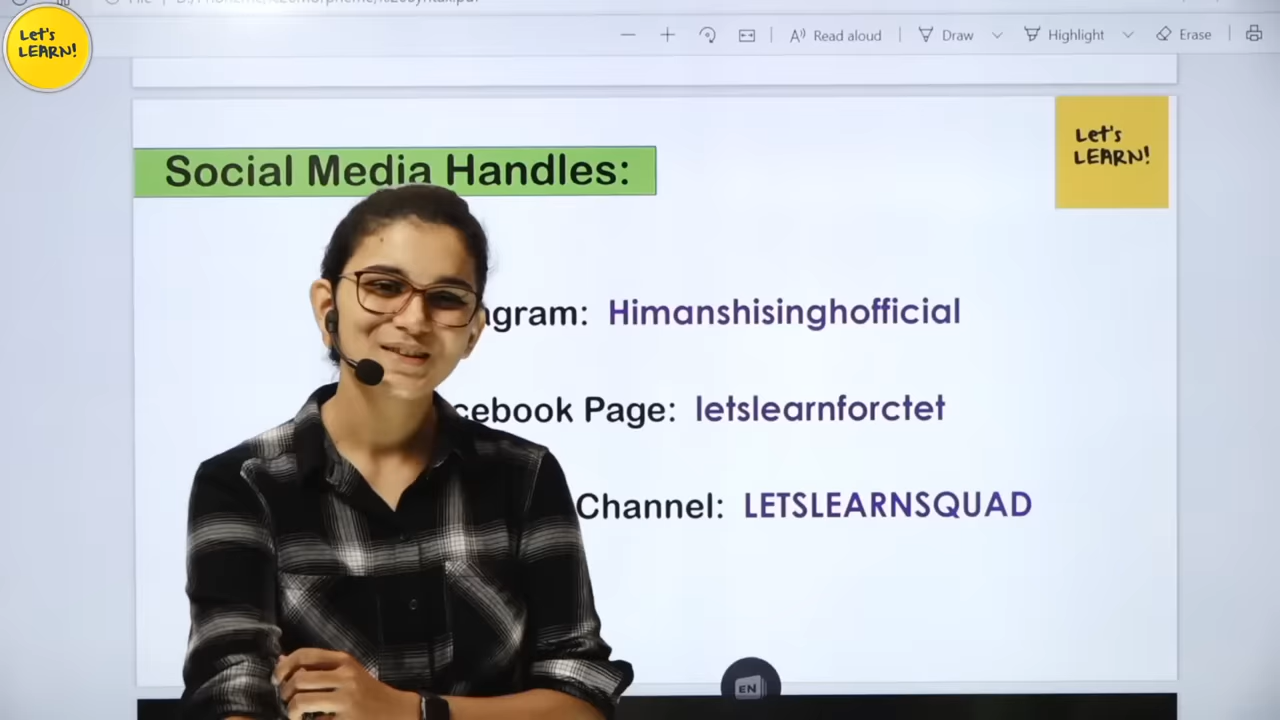 Let's
LEARN!
Read aloud
Draw
Highlight
Erase
Let's
LEARN!
Social Media Handles:
gram: Himanshisinghofficial
cebook Page: letslearnforctet
Channel: LETSLEARNSQUAD
EN